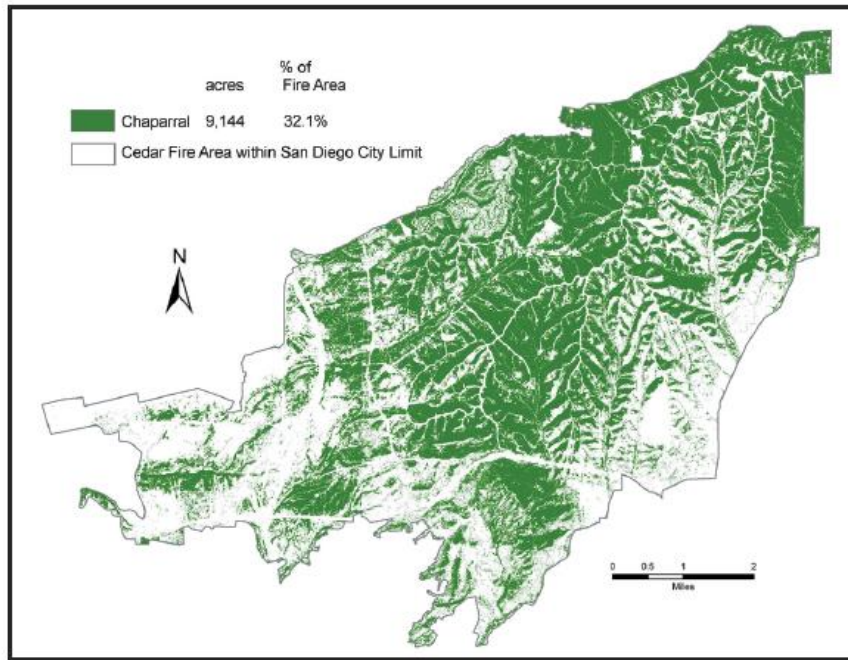 % of
acres Fire Area
Chaparral 9,144 32.1%
Cedar Fire Area within San Diego City Limit
N
0 0.5 1 2
Miles